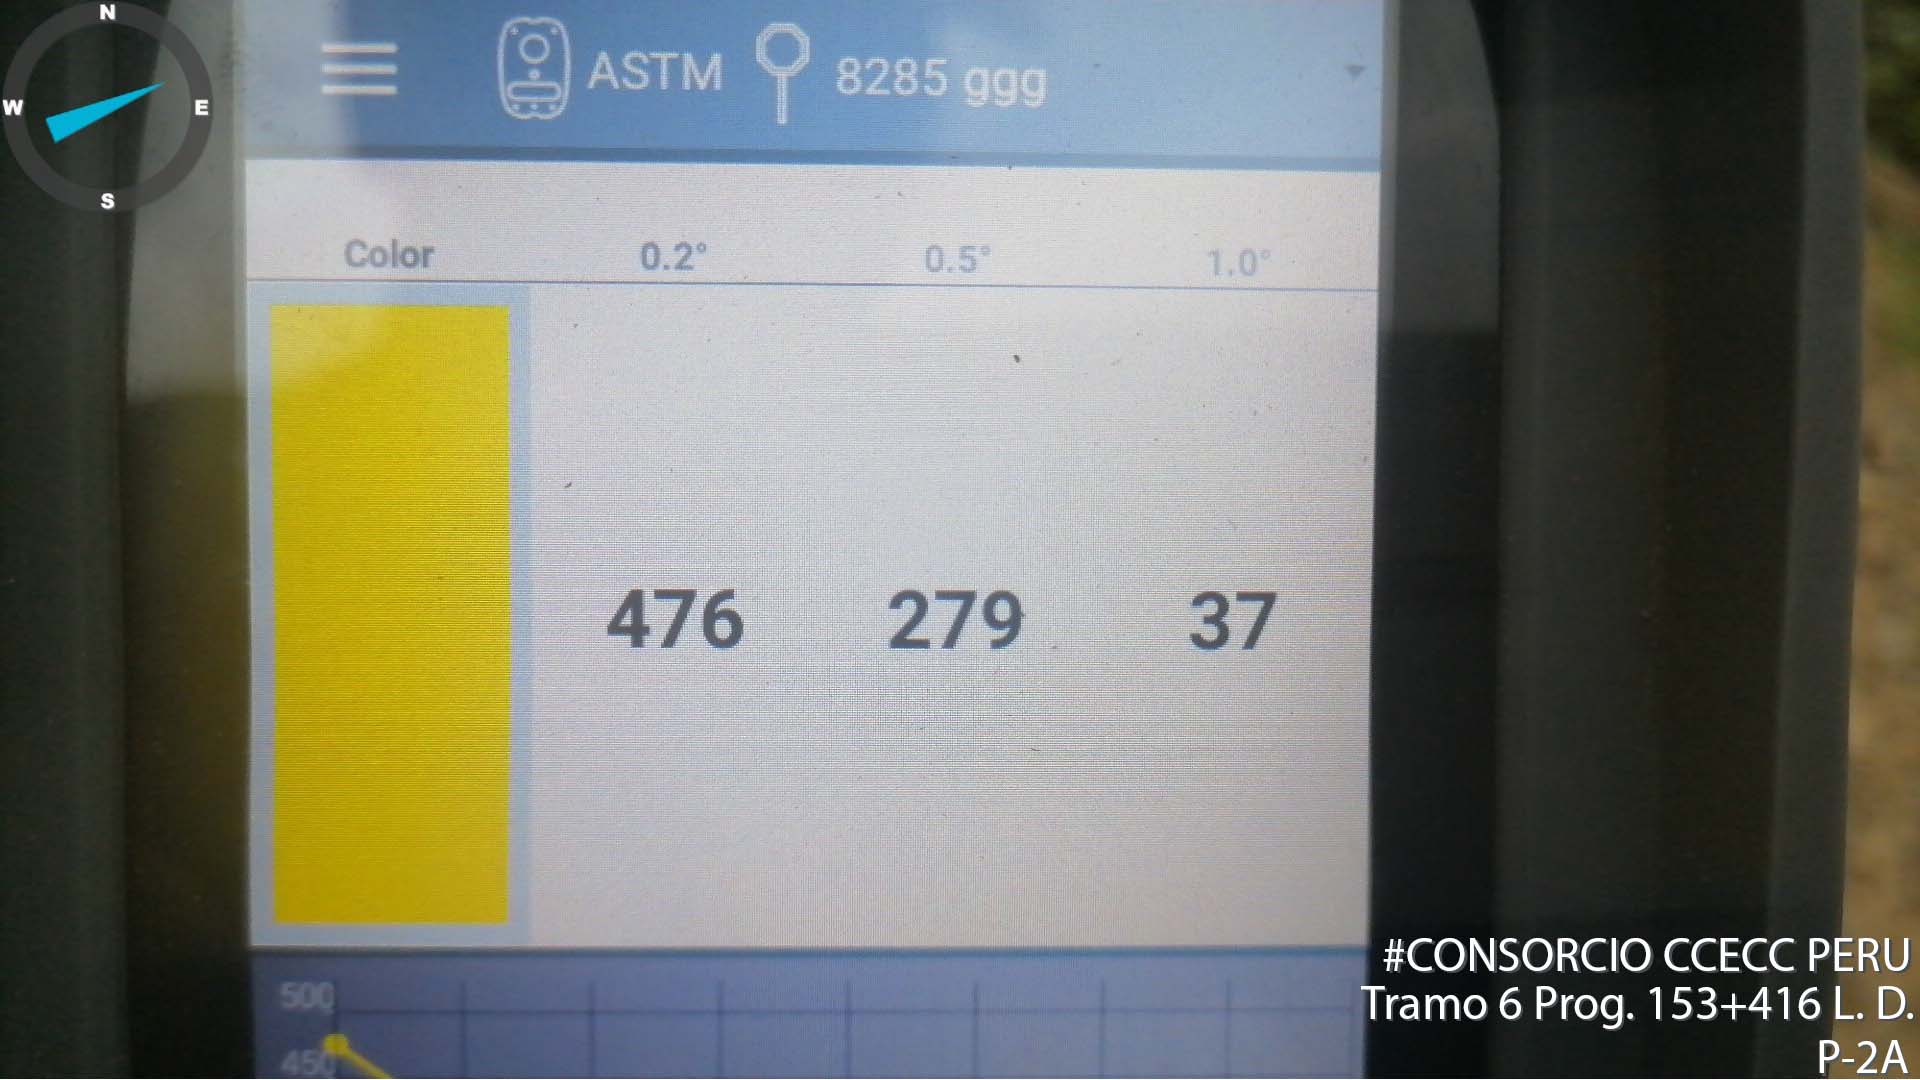 N
W
E
S
ASTM
8285 ggg
Color
0.2°
0.5°
1.0°
476
279
37
500
450
#CONSORCIO CCECC PERU
Tramo 6 Prog. 153+416 L. D.
P-2A